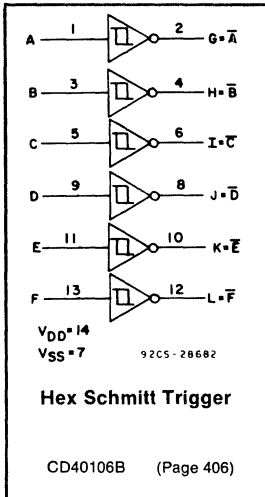 A 1 2 G=A̅
B 3 4 H=B̅
C 5 6 I=C̅
D 9 8 J=D̅
E 11 10 K=E̅
F 13 12 L=F̅
VDD=14
VSS=7 92CS-28682
Hex Schmitt Trigger
CD40106B (Page 406)